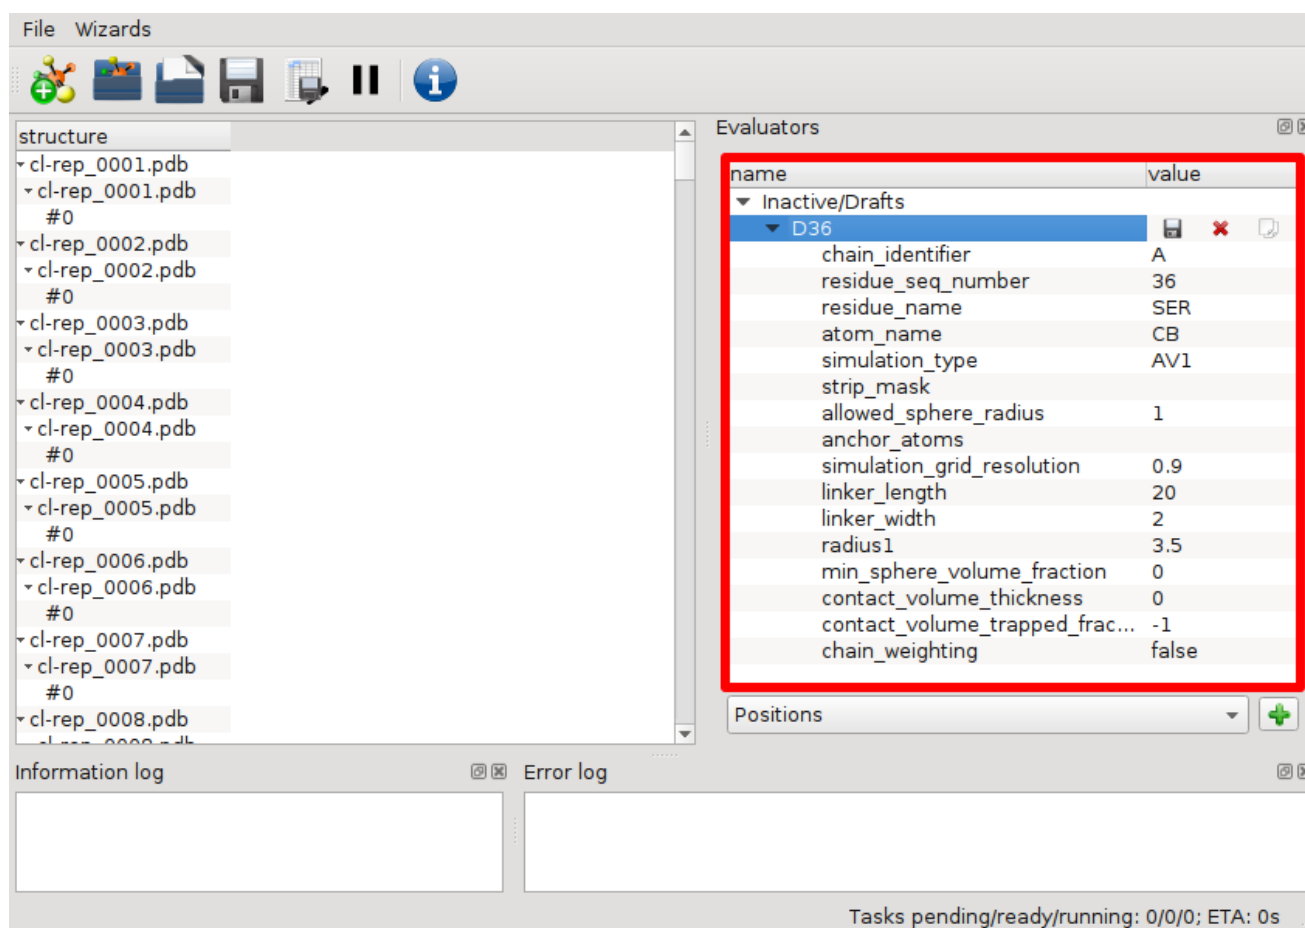 File Wizards
structure
cl-rep_0001.pdb
cl-rep_0001.pdb
#0
cl-rep_0002.pdb
cl-rep_0002.pdb
#0
cl-rep_0003.pdb
cl-rep_0003.pdb
#0
cl-rep_0004.pdb
cl-rep_0004.pdb
#0
cl-rep_0005.pdb
cl-rep_0005.pdb
#0
cl-rep_0006.pdb
cl-rep_0006.pdb
#0
cl-rep_0007.pdb
cl-rep_0007.pdb
#0
cl-rep_0008.pdb
Evaluators
name value
Inactive/Drafts
D36
chain_identifier A
residue_seq_number 36
residue_name SER
atom_name CB
simulation_type AV1
strip_mask
allowed_sphere_radius 1
anchor_atoms
simulation_grid_resolution 0.9
linker_length 20
linker_width 2
radius1 3.5
min_sphere_volume_fraction 0
contact_volume_thickness 0
contact_volume_trapped_frac... -1
chain_weighting false
Positions
Information log
Error log
Tasks pending/ready/running: 0/0/0; ETA: 0s